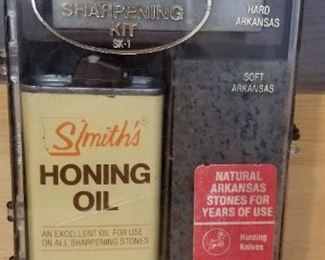 SHARPENING
KIT
SK-1
HARD
ARKANSAS
SOFT
ARKANSAS
Smith's
HONING
OIL
AN EXCELLENT OIL FOR USE
ON ALL SHARPENING STONES
NATURAL
ARKANSAS
STONES FOR
YEARS OF USE
Hunting
Knives